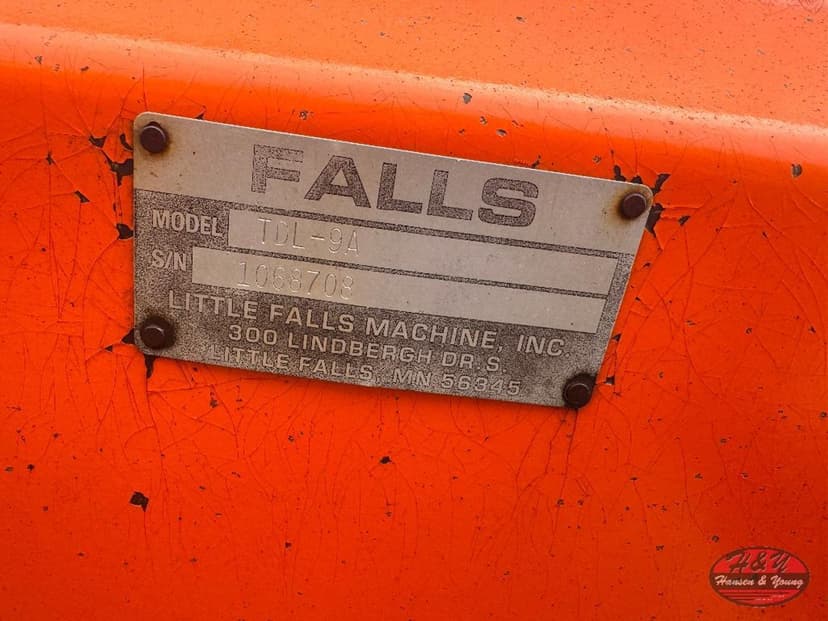 FALLS
MODEL TDL-9A
S/N 1068708
LITTLE FALLS MACHINE, INC.
300 LINDBERGH DR. S.
LITTLE FALLS, MN 56345
H&Y
Hansen & Young